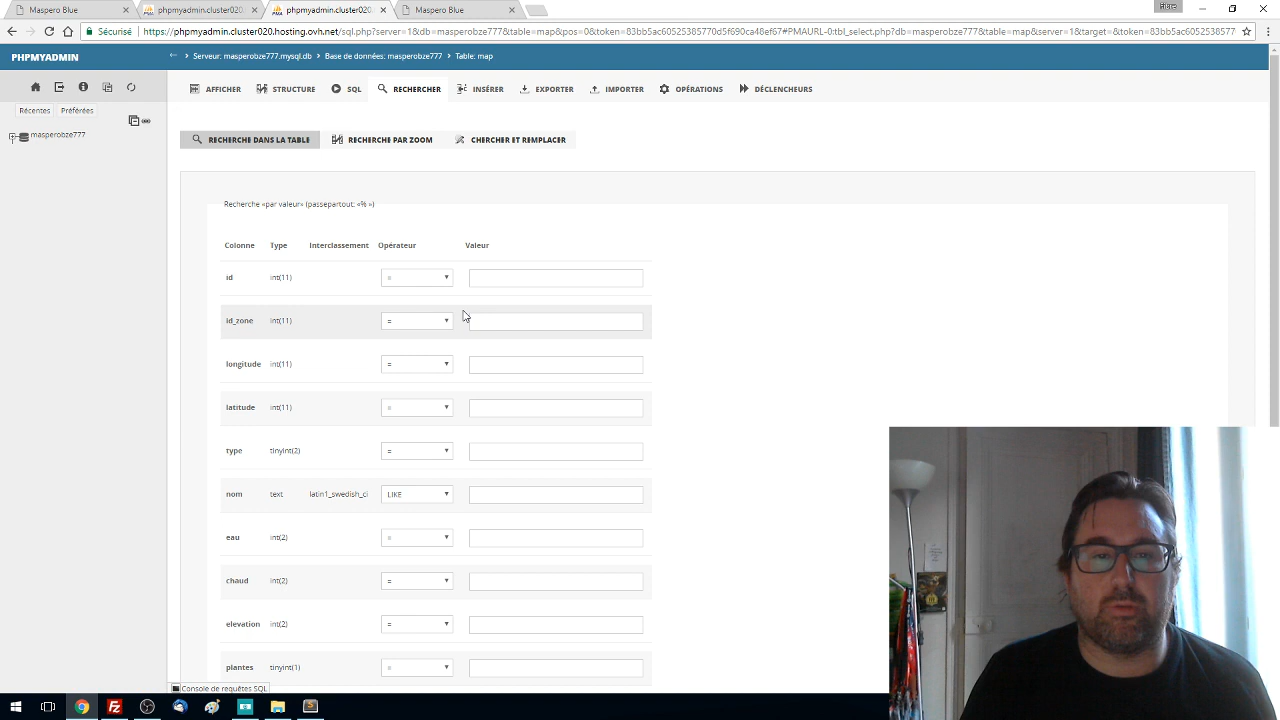 Maspero Blue
phpmyadmin.cluster020.
phpmyadmin.cluster020.
Maspero Blue
Sécurisé
https://phpmyadmin.cluster020.hosting.ovh.net/sql.php?server=1&db=masperobze777&table=map&pos=0&token=83bb5ac60525385770d5910ca48ef67#PMAURL-0:tbl_select.php?db=masperobze777&table=map&server=1&target=&token=83bb5ac6052538577
PHPMYADMIN
Serveur: masperobze777.mysql.db » Base de données: masperobze777 » Table: map
AFFICHER STRUCTURE SQL RECHERCHER INSÉRER EXPORTER IMPORTER OPÉRATIONS DÉCLENCHEURS
Récentes Préférées
masperobze777
RECHERCHE DANS LA TABLE RECHERCHE PAR ZOOM CHERCHER ET REMPLACER
Recherche «par valeur» (passepartout: «% »)
Colonne Type Interclassement Opérateur Valeur
id int(11) =
id_zone int(11) =
longitude int(11) =
latitude int(11) =
type tinyint(2) =
nom text latin1_swedish_ci LIKE
eau int(2) =
chaud int(2) =
elevation int(2) =
plantes tinyint(1) =
Console de requêtes SQL